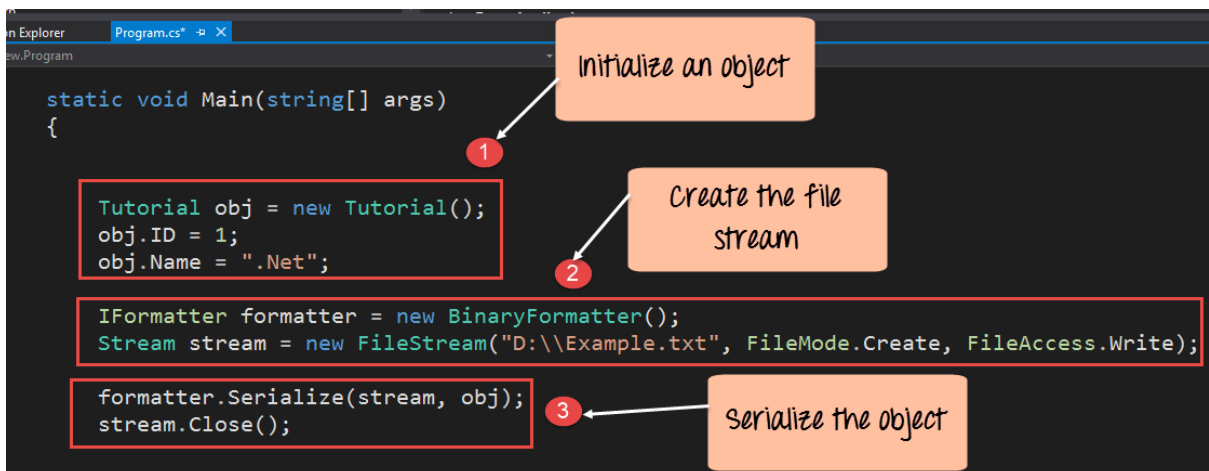 on Explorer
Program.cs*
ew.Program
Initialize an object
static void Main(string[] args)
{
1
Tutorial obj = new Tutorial();
obj.ID = 1;
obj.Name = ".Net";
Create the file
stream
2
IFormatter formatter = new BinaryFormatter();
Stream stream = new FileStream("D:\\Example.txt", FileMode.Create, FileAccess.Write);
formatter.Serialize(stream, obj);
stream.Close();
3
Serialize the object